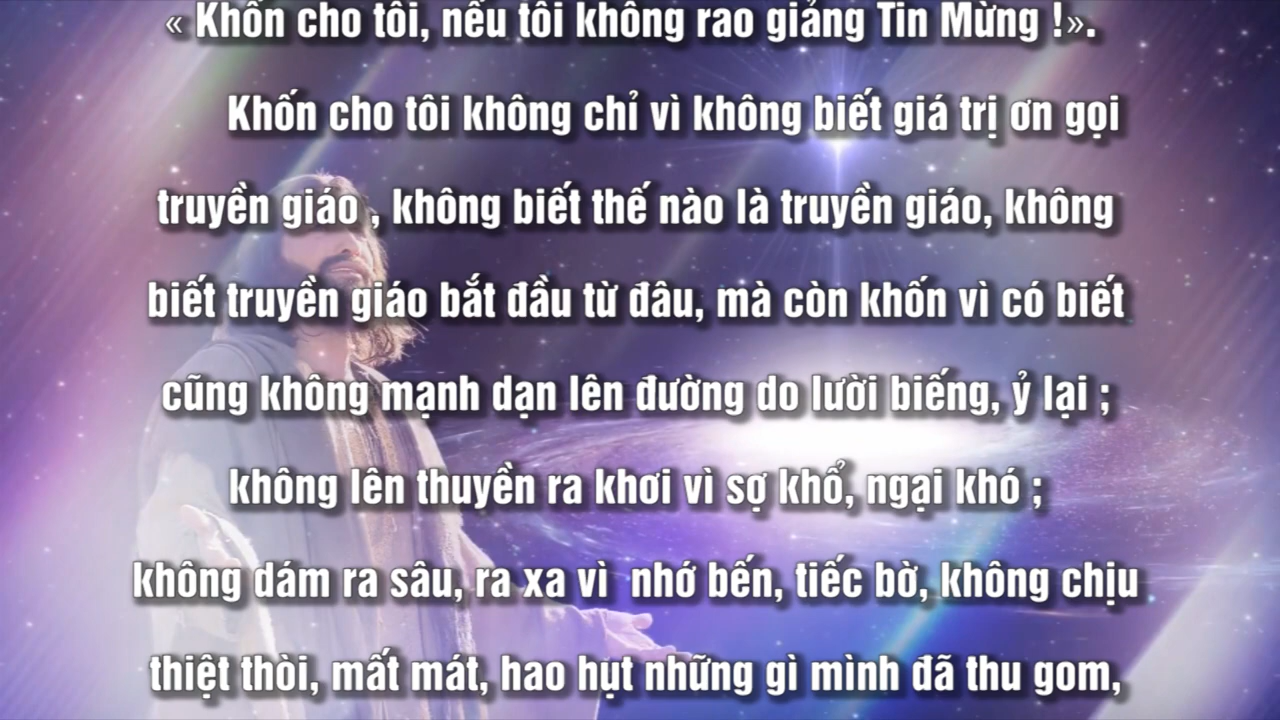 « Khốn cho tôi, nếu tôi không rao giảng Tin Mừng !».
Khốn cho tôi không chỉ vì không biết giá trị ơn gọi
truyền giáo , không biết thế nào là truyền giáo, không
biết truyền giáo bắt đầu từ đâu, mà còn khốn vì có biết
cũng không mạnh dạn lên đường do lười biếng, ỷ lại ;
không lên thuyền ra khơi vì sợ khổ, ngại khó ;
không dám ra sâu, ra xa vì  nhớ bến, tiếc bờ, không chịu
thiệt thòi, mất mát, hao hụt những gì mình đã thu gom,